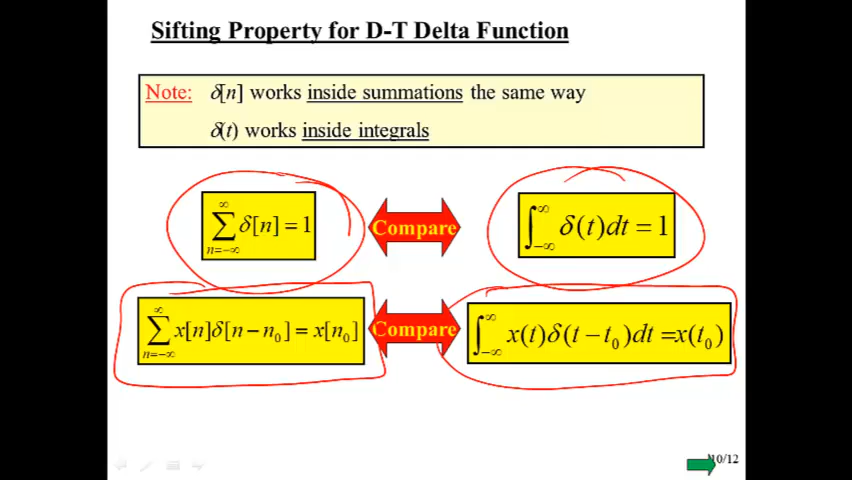 Sifting Property for D-T Delta Function
Note: δ[n] works inside summations the same way
δ(t) works inside integrals
∑_{n=-∞}^{∞} δ[n] = 1
Compare
∫_{-∞}^{∞} δ(t)dt = 1
∑_{n=-∞}^{∞} x[n]δ[n − n₀] = x[n₀]
Compare
∫_{-∞}^{∞} x(t)δ(t − t₀)dt = x(t₀)
10/12